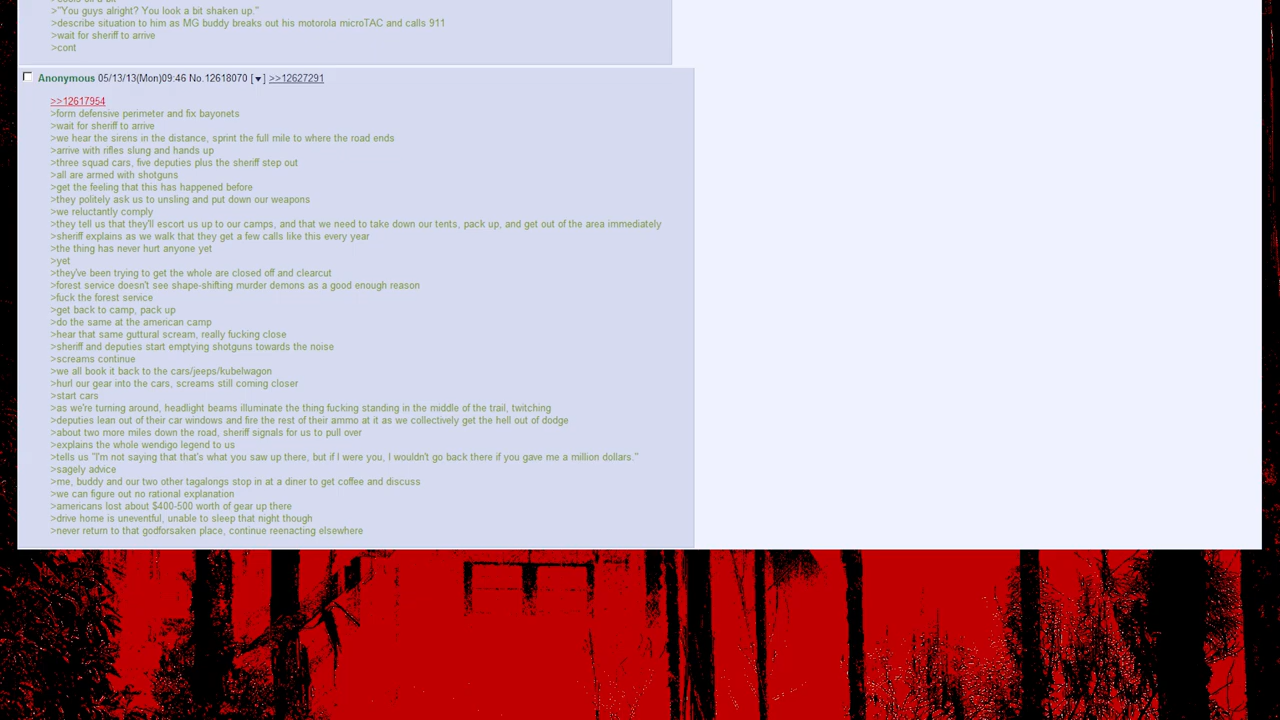 >"You guys alright? You look a bit shaken up."
>describe situation to him as MG buddy breaks out his motorola microTAC and calls 911
>wait for sheriff to arrive
>cont
Anonymous 05/13/13(Mon)09:46 No.12618070 [▼] >>12627291
>>12617954
>form defensive perimeter and fix bayonets
>wait for sheriff to arrive
>we hear the sirens in the distance, sprint the full mile to where the road ends
>arrive with rifles slung and hands up
>three squad cars, five deputies plus the sheriff step out
>all are armed with shotguns
>get the feeling that this has happened before
>they politely ask us to unsling and put down our weapons
>we reluctantly comply
>they tell us that they'll escort us up to our camps, and that we need to take down our tents, pack up, and get out of the area immediately
>sheriff explains as we walk that they get a few calls like this every year
>the thing has never hurt anyone yet
>yet
>they've been trying to get the whole are closed off and clearcut
>forest service doesn't see shape-shifting murder demons as a good enough reason
>fuck the forest service
>get back to camp, pack up
>do the same at the american camp
>hear that same guttural scream, really fucking close
>sheriff and deputies start emptying shotguns towards the noise
>screams continue
>we all book it back to the cars/jeeps/kubelwagon
>hurl our gear into the cars, screams still coming closer
>start cars
>as we're turning around, headlight beams illuminate the thing fucking standing in the middle of the trail, twitching
>deputies lean out of their car windows and fire the rest of their ammo at it as we collectively get the hell out of dodge
>about two more miles down the road, sheriff signals for us to pull over
>explains the whole wendigo legend to us
>tells us "I'm not saying that that's what you saw up there, but if I were you, I wouldn't go back there if you gave me a million dollars."
>sagely advice
>me, buddy and our two other tagalongs stop in at a diner to get coffee and discuss
>we can figure out no rational explanation
>americans lost about $400-500 worth of gear up there
>drive home is uneventful, unable to sleep that night though
>never return to that godforsaken place, continue reenacting elsewhere